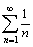 ∞
∑ 1/n
n=1